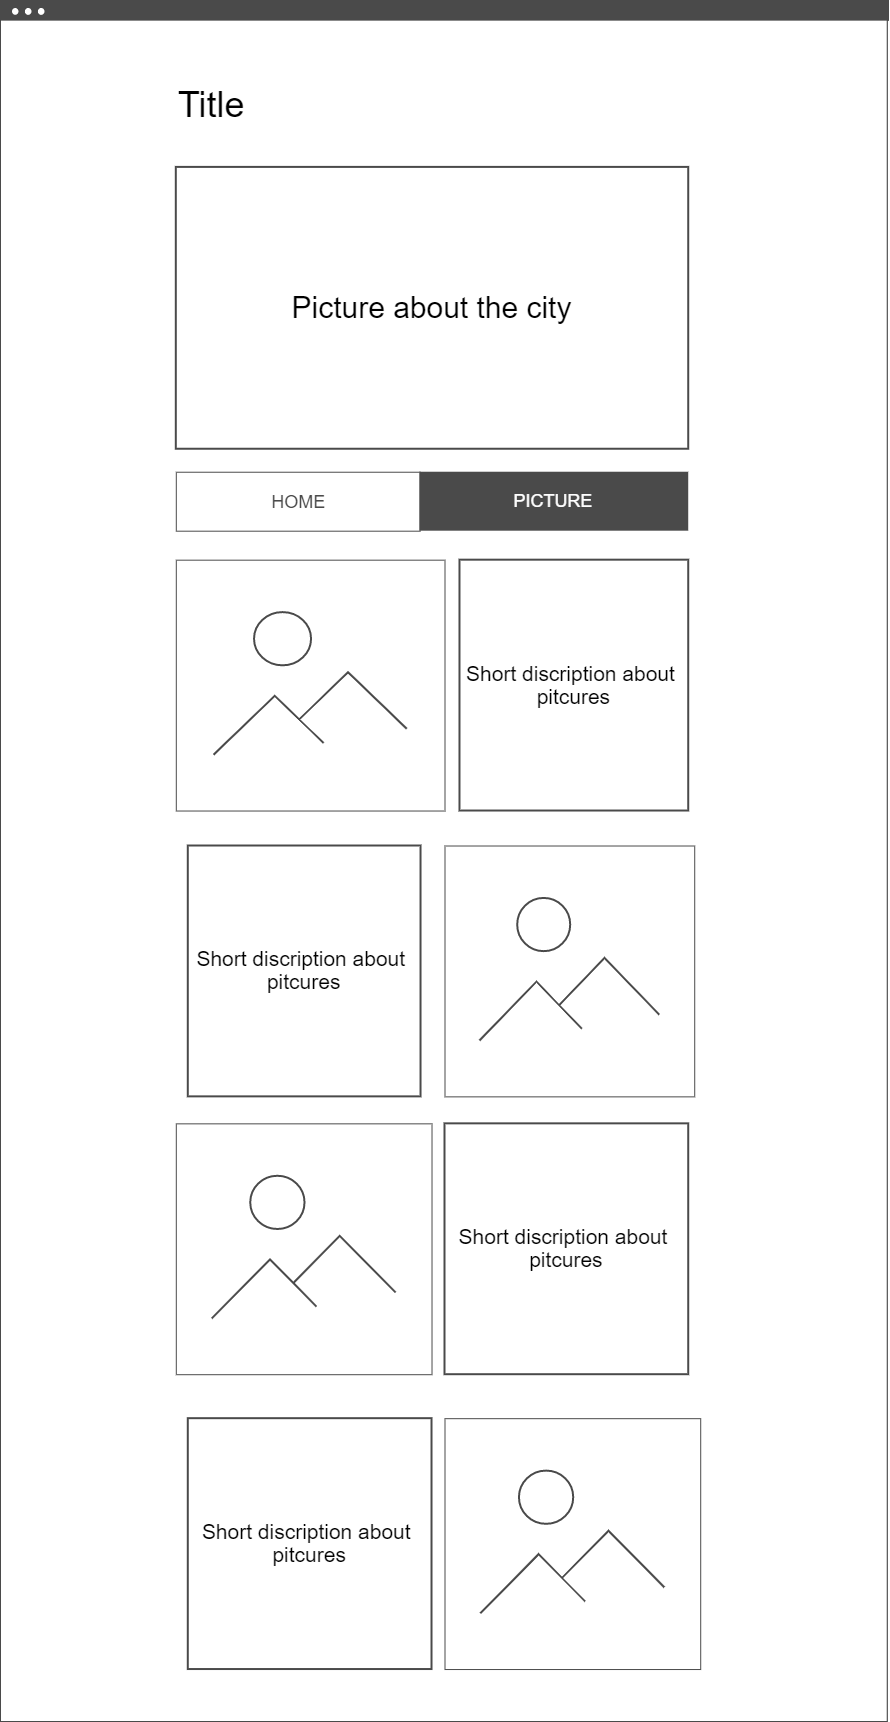 Title
Picture about the city
HOME
PICTURE
Short discription about
pitcures
Short discription about
pitcures
Short discription about
pitcures
Short discription about
pitcures